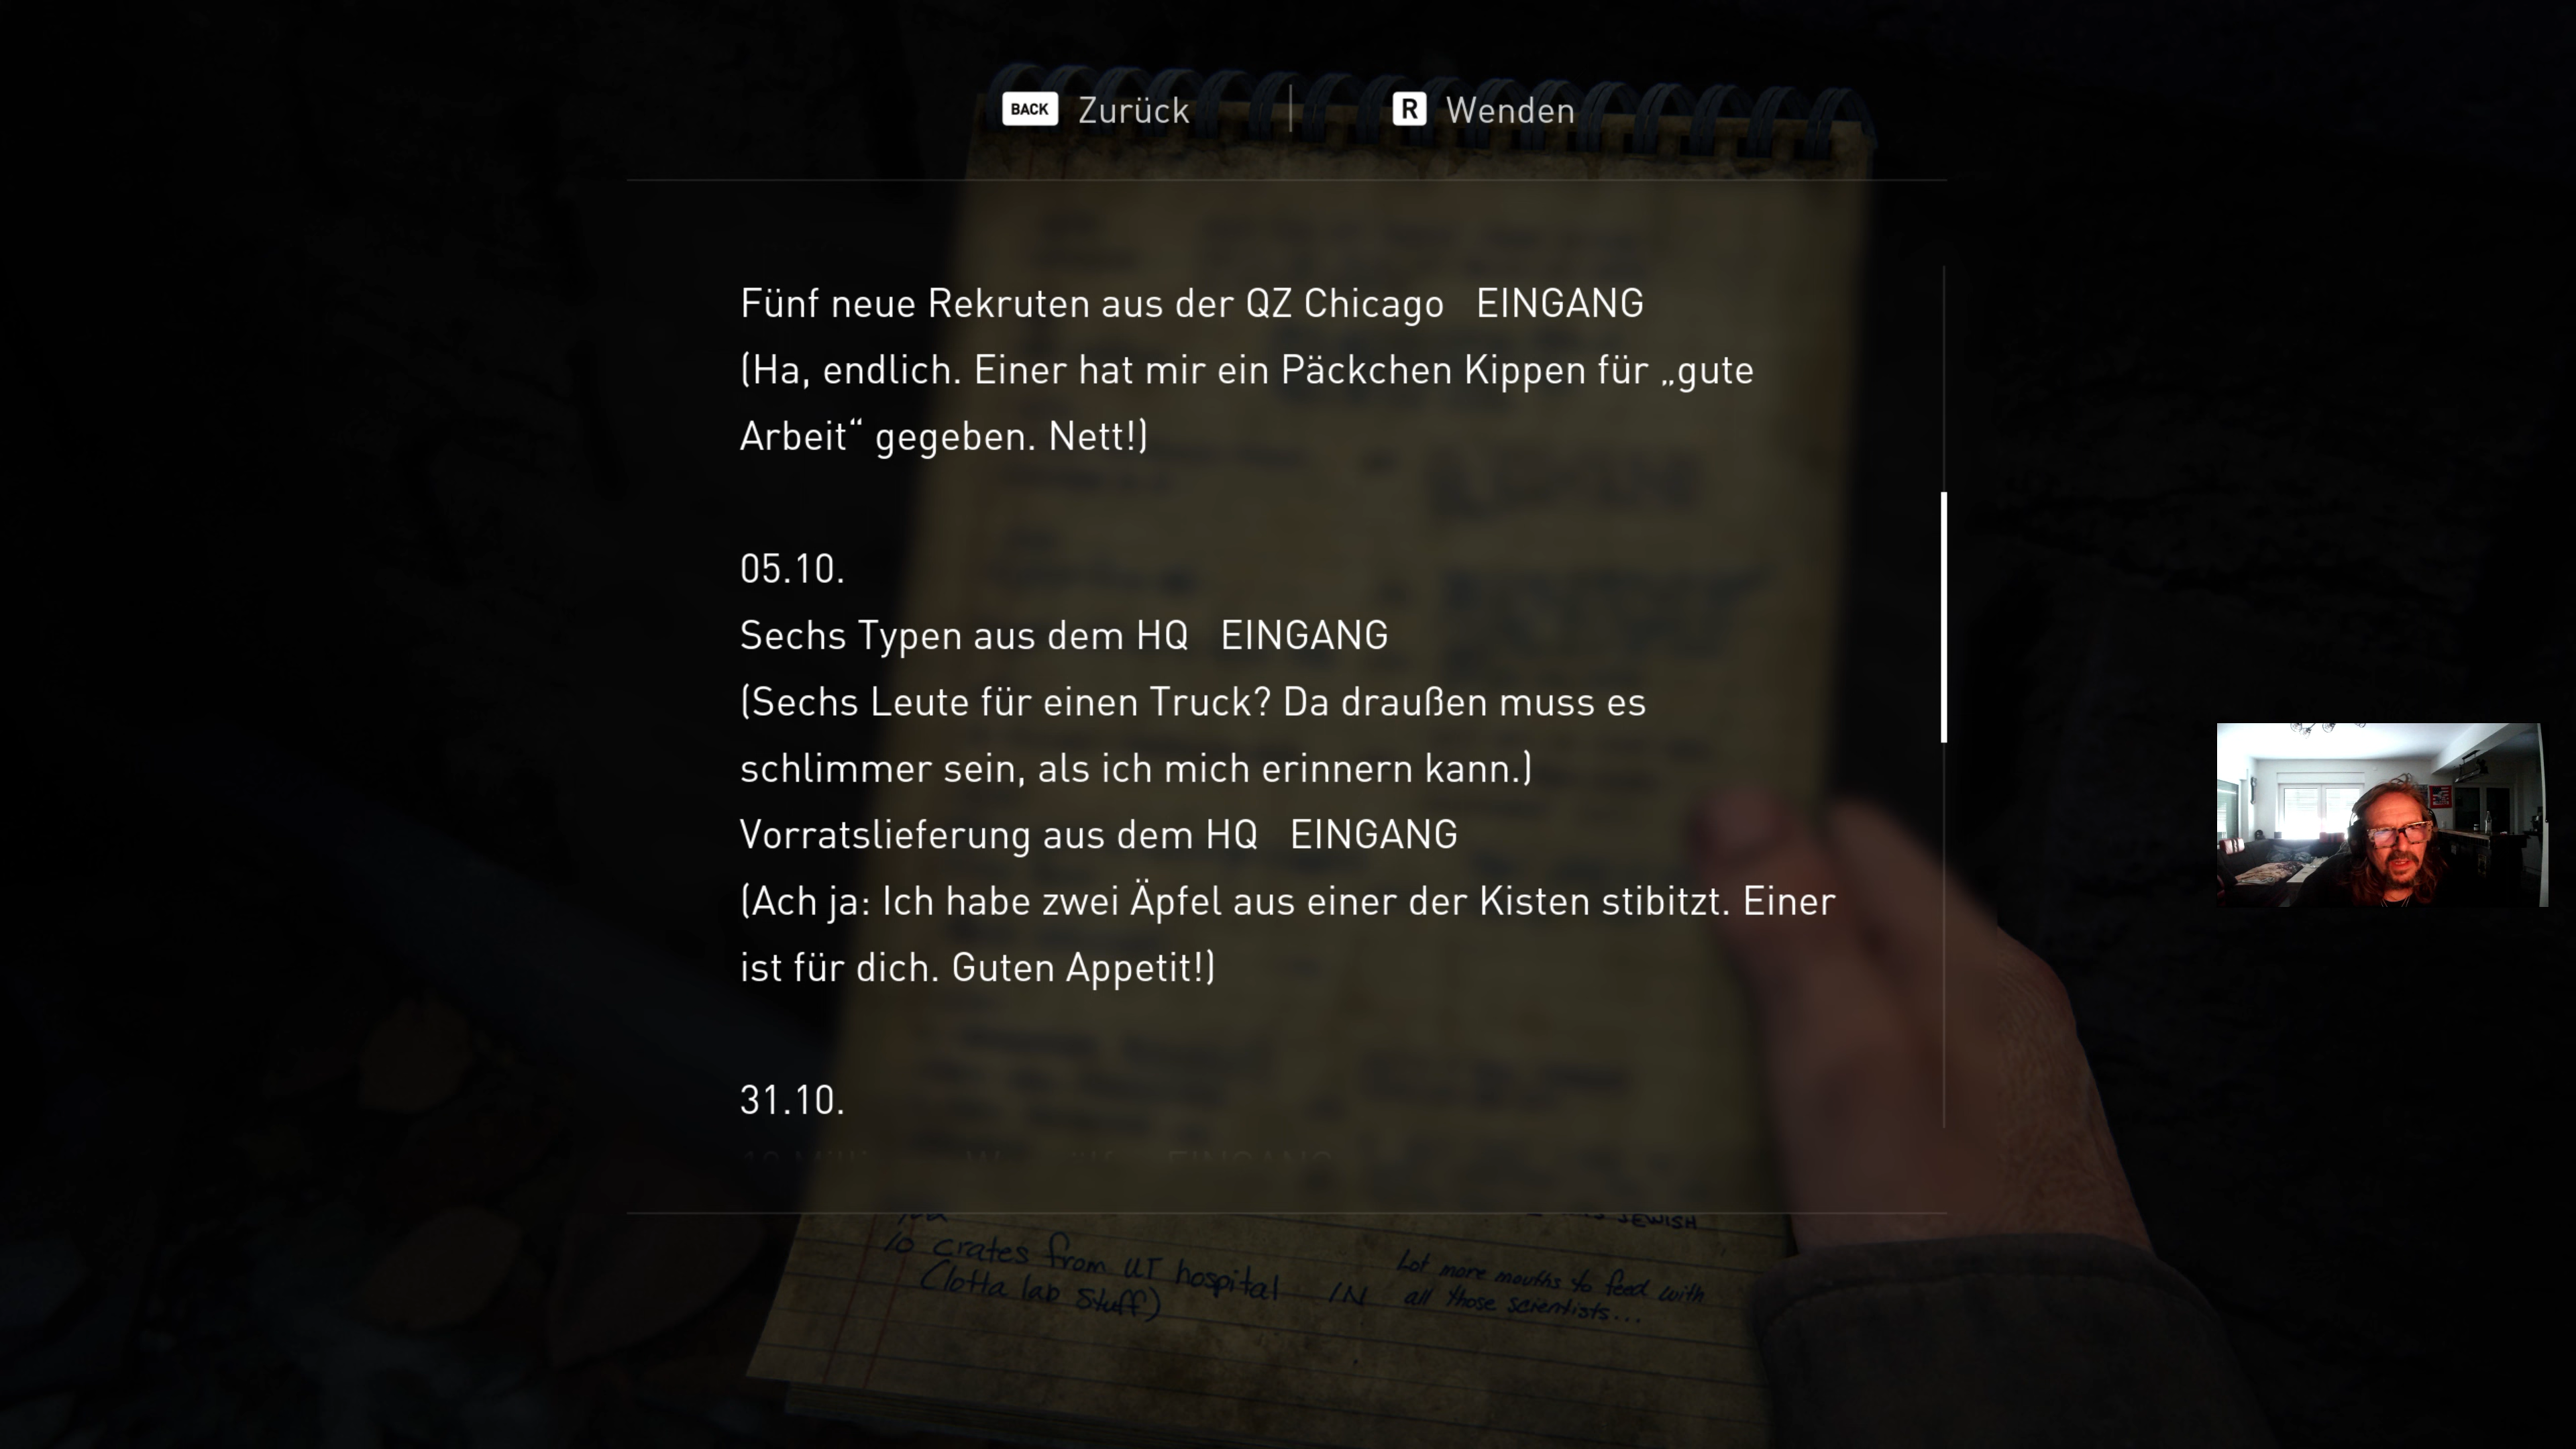 BACK Zurück | R Wenden
Fünf neue Rekruten aus der QZ Chicago EINGANG
(Ha, endlich. Einer hat mir ein Päckchen Kippen für „gute
Arbeit“ gegeben. Nett!)
05.10.
Sechs Typen aus dem HQ EINGANG
(Sechs Leute für einen Truck? Da draußen muss es
schlimmer sein, als ich mich erinnern kann.)
Vorratslieferung aus dem HQ EINGANG
(Ach ja: Ich habe zwei Äpfel aus einer der Kisten stibitzt. Einer
ist für dich. Guten Appetit!)
31.10.
EINGANG
JEWISH
10 crates from UT hospital IN
(lotta lab stuff)
Lot more mouths to feed with
all those scientists...